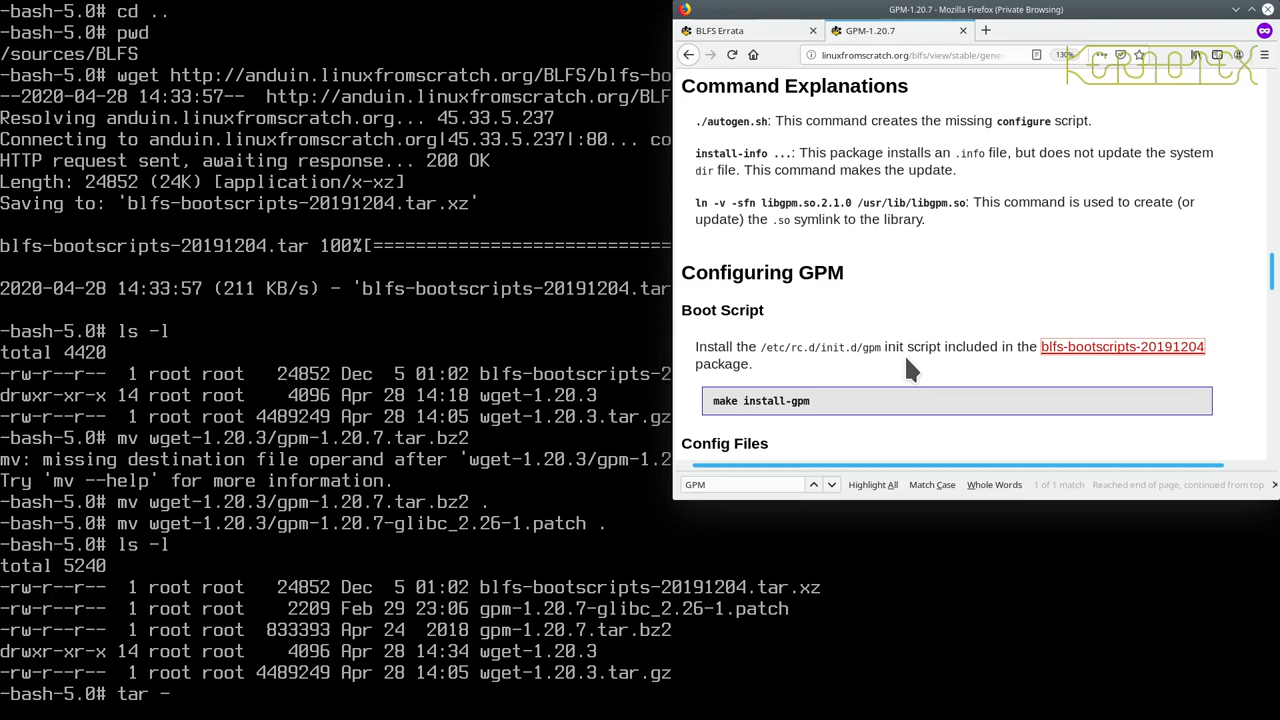 -bash-5.0# cd ..
-bash-5.0# pwd
/sources/BLFS
-bash-5.0# wget http://anduin.linuxfromscratch.org/BLFS/blfs-bo
--2020-04-28 14:33:57-- http://anduin.linuxfromscratch.org/BLF
Resolving anduin.linuxfromscratch.org... 45.33.5.237
Connecting to anduin.linuxfromscratch.org|45.33.5.237|:80... co
HTTP request sent, awaiting response... 200 OK
Length: 24852 (24K) [application/x-xz]
Saving to: 'blfs-bootscripts-20191204.tar.xz'
blfs-bootscripts-20191204.tar 100%[============================
2020-04-28 14:33:57 (211 KB/s) - 'blfs-bootscripts-20191204.tar
-bash-5.0# ls -l
total 4420
-rw-r--r-- 1 root root 24852 Dec 5 01:02 blfs-bootscripts-2
drwxr-xr-x 14 root root 4096 Apr 28 14:18 wget-1.20.3
-rw-r--r-- 1 root root 4489249 Apr 28 14:05 wget-1.20.3.tar.gz
-bash-5.0# mv wget-1.20.3/gpm-1.20.7.tar.bz2
mv: missing destination file operand after 'wget-1.20.3/gpm-1.2
Try 'mv --help' for more information.
-bash-5.0# mv wget-1.20.3/gpm-1.20.7.tar.bz2 .
-bash-5.0# mv wget-1.20.3/gpm-1.20.7-glibc_2.26-1.patch .
-bash-5.0# ls -l
total 5240
-rw-r--r-- 1 root root 24852 Dec 5 01:02 blfs-bootscripts-20191204.tar.xz
-rw-r--r-- 1 root root 2209 Feb 29 23:06 gpm-1.20.7-glibc_2.26-1.patch
-rw-r--r-- 1 root root 833393 Apr 24 2018 gpm-1.20.7.tar.bz2
drwxr-xr-x 14 root root 4096 Apr 28 14:34 wget-1.20.3
-rw-r--r-- 1 root root 4489249 Apr 28 14:05 wget-1.20.3.tar.gz
-bash-5.0# tar -
GPM-1.20.7 - Mozilla Firefox (Private Browsing)
BLFS Errata
GPM-1.20.7
linuxfromscratch.org/blfs/view/stable/gener
130%
Command Explanations
./autogen.sh: This command creates the missing configure script.
install-info ...: This package installs an .info file, but does not update the system
dir file. This command makes the update.
ln -v -sfn libgpm.so.2.1.0 /usr/lib/libgpm.so: This command is used to create (or
update) the .so symlink to the library.
Configuring GPM
Boot Script
Install the /etc/rc.d/init.d/gpm init script included in the blfs-bootscripts-20191204
package.
make install-gpm
Config Files
GPM
Highlight All
Match Case
Whole Words
1 of 1 match
Reached end of page, continued from top